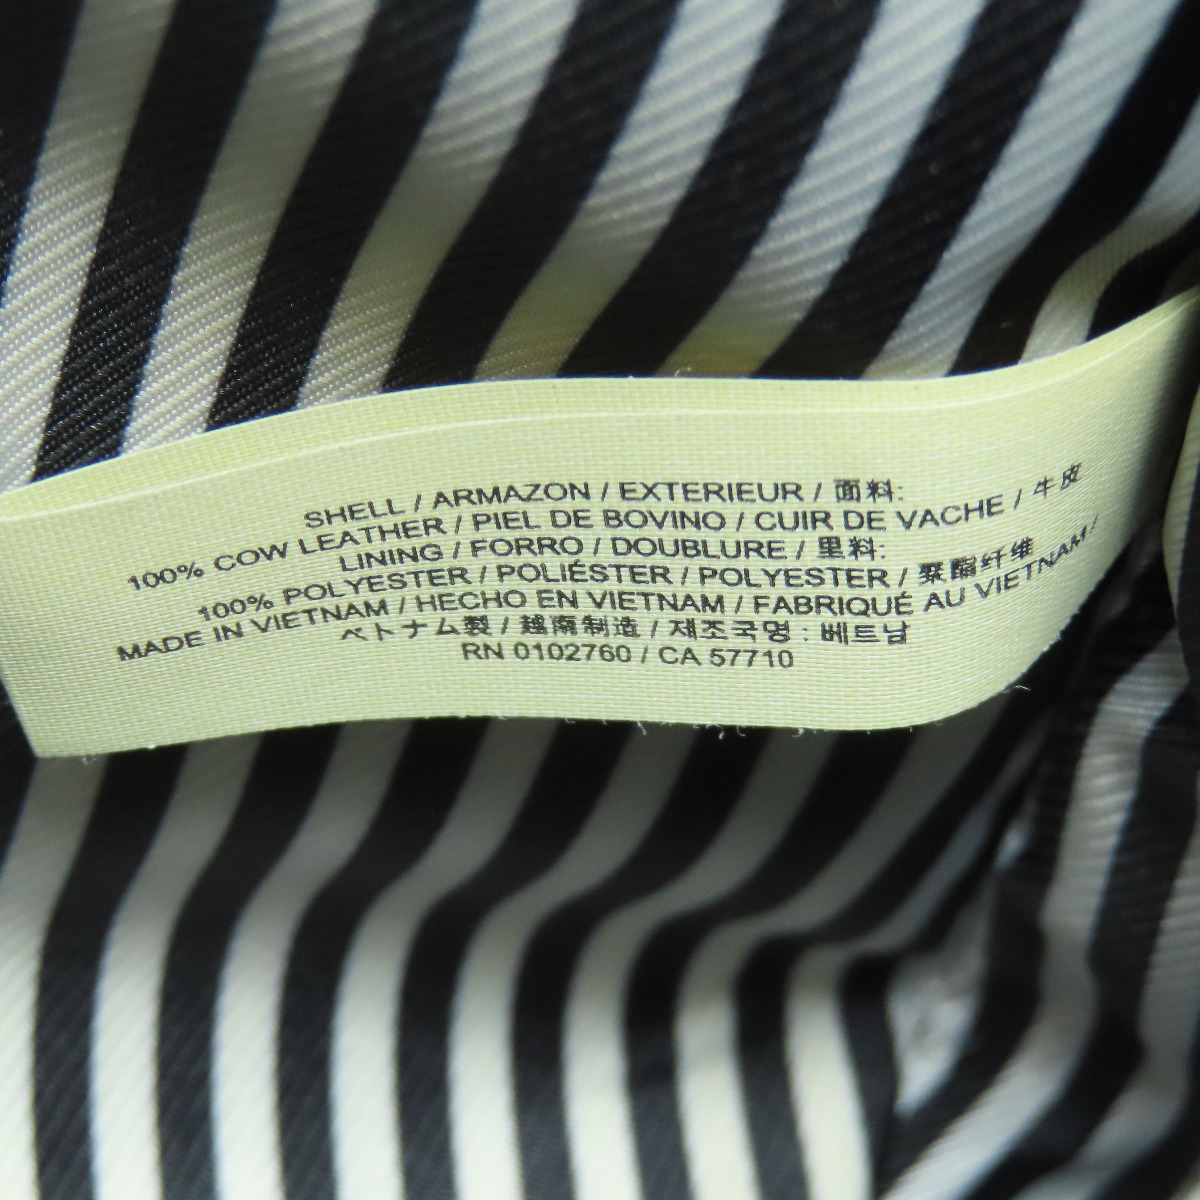 SHELL / ARMAZON / EXTERIEUR / 面料:
100% COW LEATHER / PIEL DE BOVINO / CUIR DE VACHE / 牛皮
LINING / FORRO / DOUBLURE / 里料:
100% POLYESTER / POLIÉSTER / POLYESTER / 聚酯纤维
MADE IN VIETNAM / HECHO EN VIETNAM / FABRIQUÉ AU VIETNAM /
ベトナム製 / 越南制造 / 제조국명 : 베트남
RN 0102760 / CA 57710